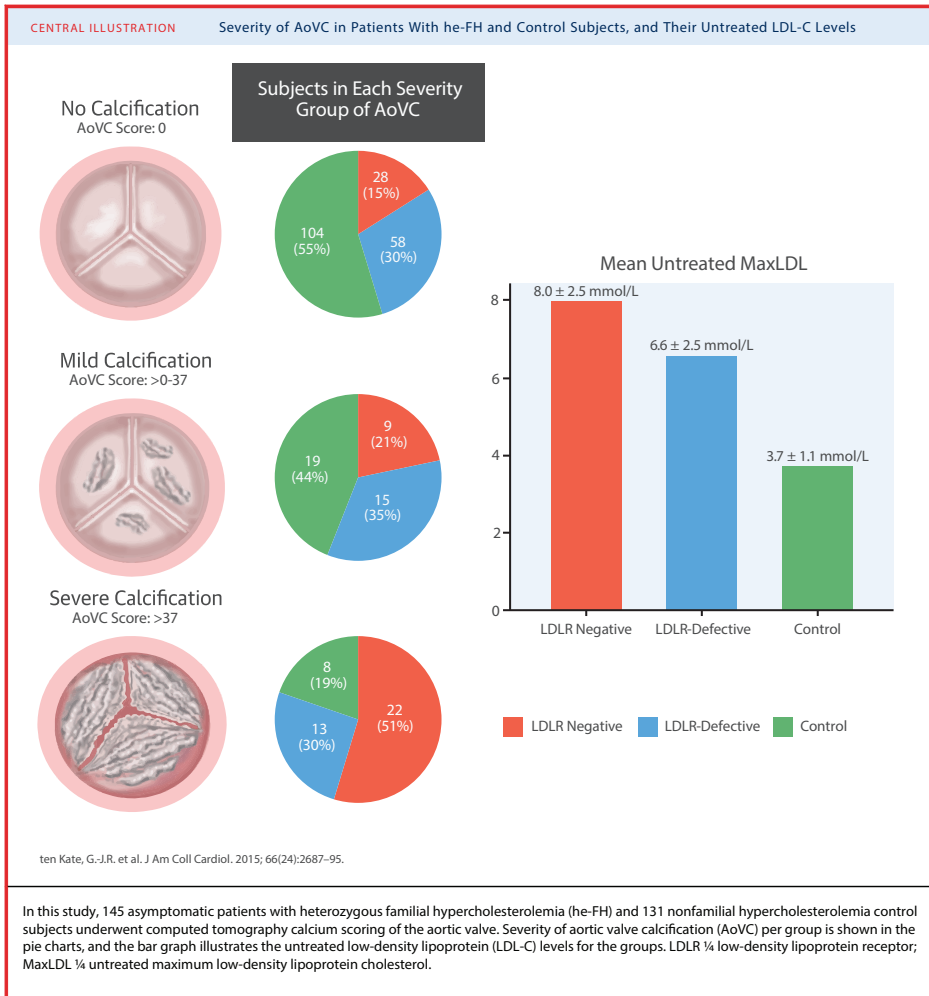 CENTRAL ILLUSTRATION Severity of AoVC in Patients With he-FH and Control Subjects, and Their Untreated LDL-C Levels
Subjects in Each Severity
Group of AoVC
No Calcification
AoVC Score: 0
28
(15%)
58
(30%)
104
(55%)
Mild Calcification
AoVC Score: >0-37
9
(21%)
15
(35%)
19
(44%)
Severe Calcification
AoVC Score: >37
22
(51%)
13
(30%)
8
(19%)
Mean Untreated MaxLDL
8
6
4
2
0
8.0 ± 2.5 mmol/L
6.6 ± 2.5 mmol/L
3.7 ± 1.1 mmol/L
LDLR Negative LDLR-Defective Control
LDLR Negative LDLR-Defective Control
ten Kate, G.-J.R. et al. J Am Coll Cardiol. 2015; 66(24):2687–95.
In this study, 145 asymptomatic patients with heterozygous familial hypercholesterolemia (he-FH) and 131 nonfamilial hypercholesterolemia control
subjects underwent computed tomography calcium scoring of the aortic valve. Severity of aortic valve calcification (AoVC) per group is shown in the
pie charts, and the bar graph illustrates the untreated low-density lipoprotein (LDL-C) levels for the groups. LDLR ¼ low-density lipoprotein receptor;
MaxLDL ¼ untreated maximum low-density lipoprotein cholesterol.